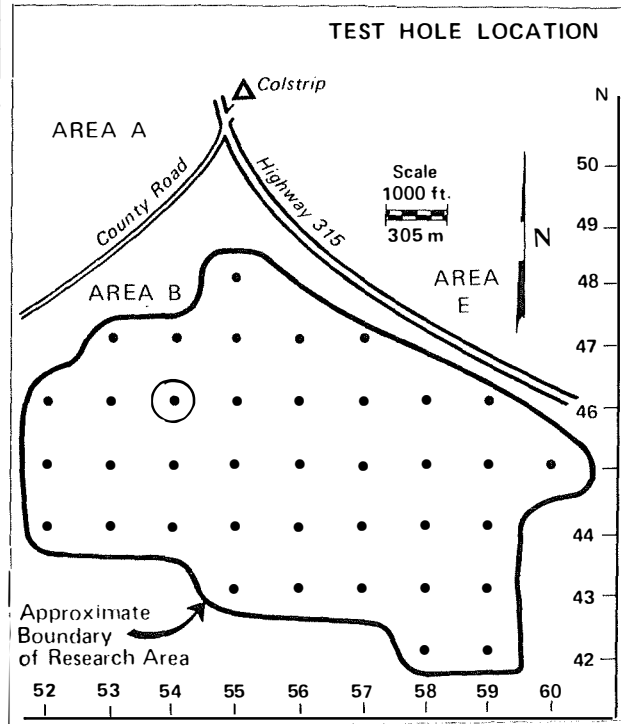 TEST HOLE LOCATION
Colstrip
N
AREA A
County Road
Highway 315
Scale
1000 ft.
305 m
N
50
49
48
47
46
45
44
43
42
AREA B
AREA
E
Approximate
Boundary
of Research Area
52 53 54 55 56 57 58 59 60